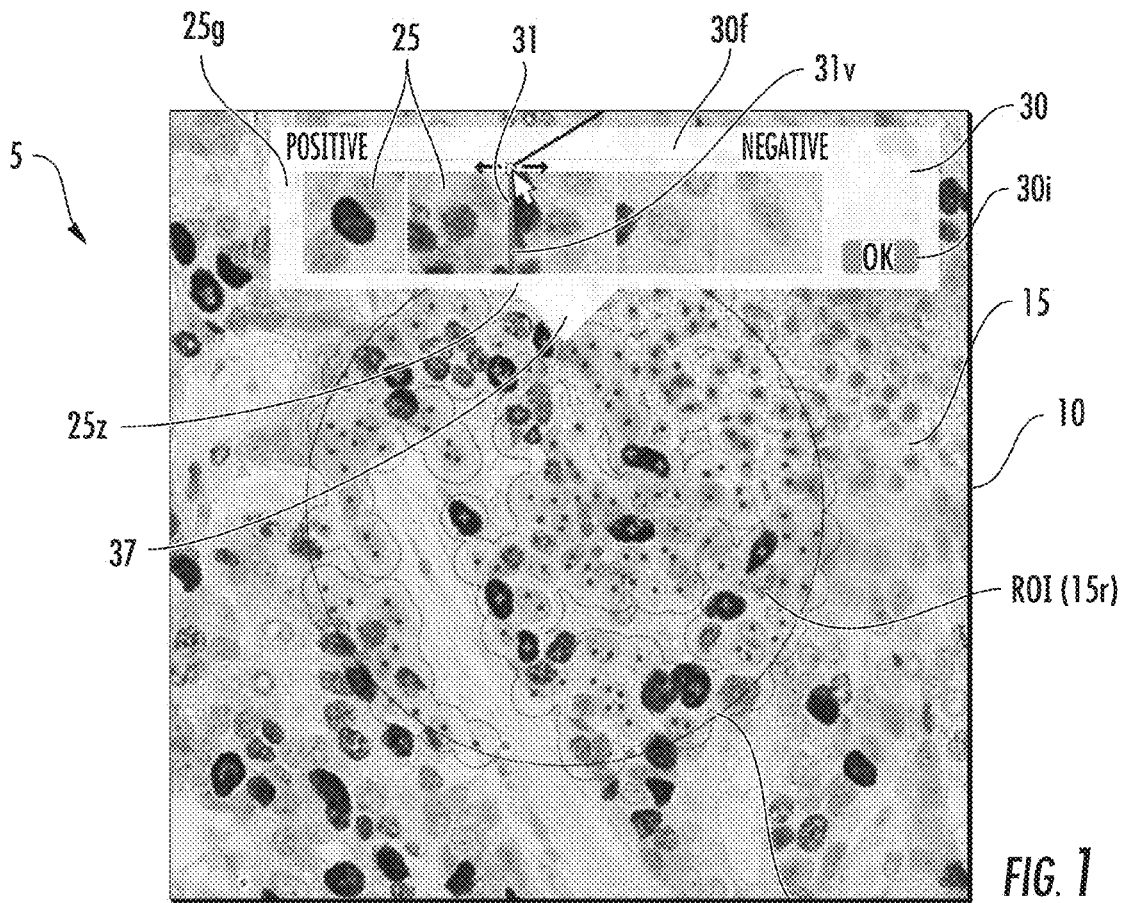 25g 25 31 30f
31v
30
5
POSITIVE NEGATIVE
30i
OK
15
25z
10
37
ROI (15r)
FIG. 1